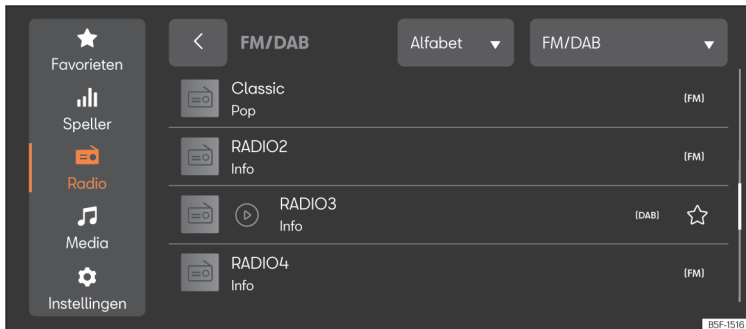 Favorieten
Speller
Radio
Media
Instellingen
FM/DAB
Alfabet
FM/DAB
Classic
Pop
(FM)
RADIO2
Info
(FM)
RADIO3
Info
(DAB)
RADIO4
Info
(FM)
B5F-1516